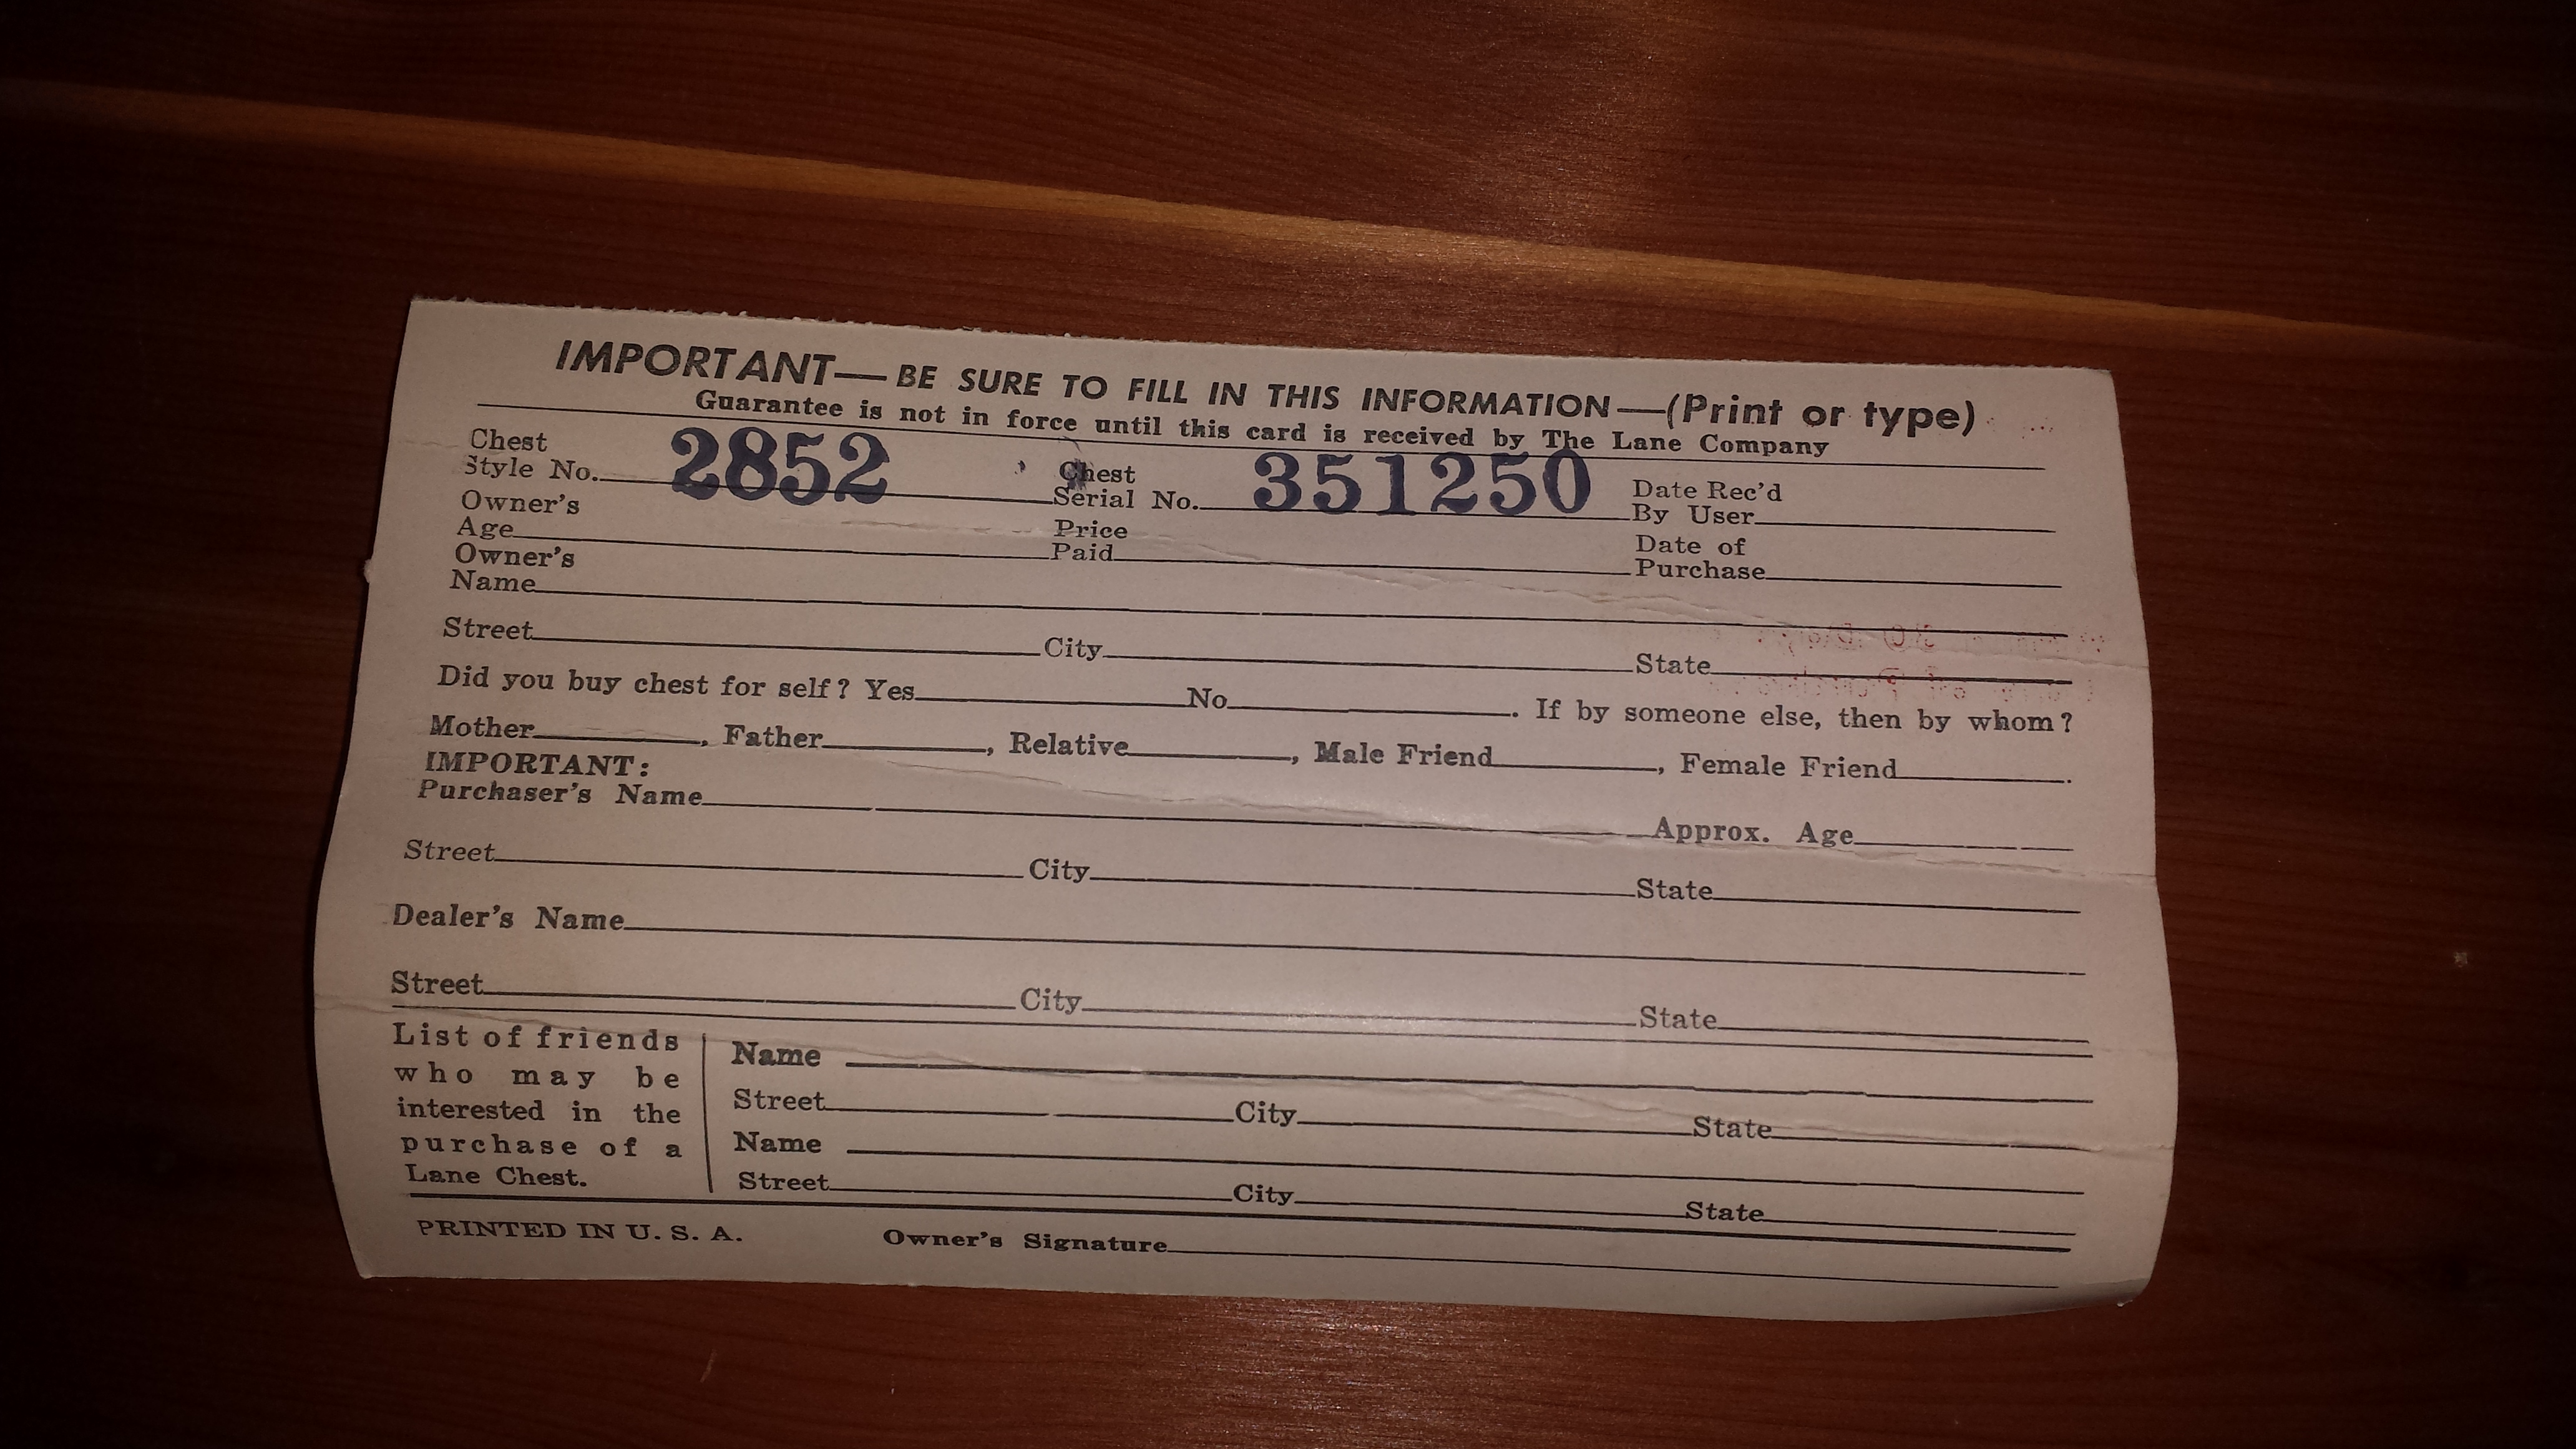 IMPORTANT— BE SURE TO FILL IN THIS INFORMATION —(Print or type)
Guarantee is not in force until this card is received by The Lane Company
Chest Style No. 2852 Chest Serial No. 351250 Date Rec'd By User
Owner's Age Price Paid Date of Purchase
Owner's Name
Street City State
Did you buy chest for self? Yes No . If by someone else, then by whom?
Mother , Father , Relative , Male Friend , Female Friend .
IMPORTANT:
Purchaser's Name Approx. Age
Street City State
Dealer's Name
Street City State
List of friends
who may be
interested in the
purchase of a
Lane Chest.
Name
Street City State
Name
Street City State
PRINTED IN U. S. A. Owner's Signature